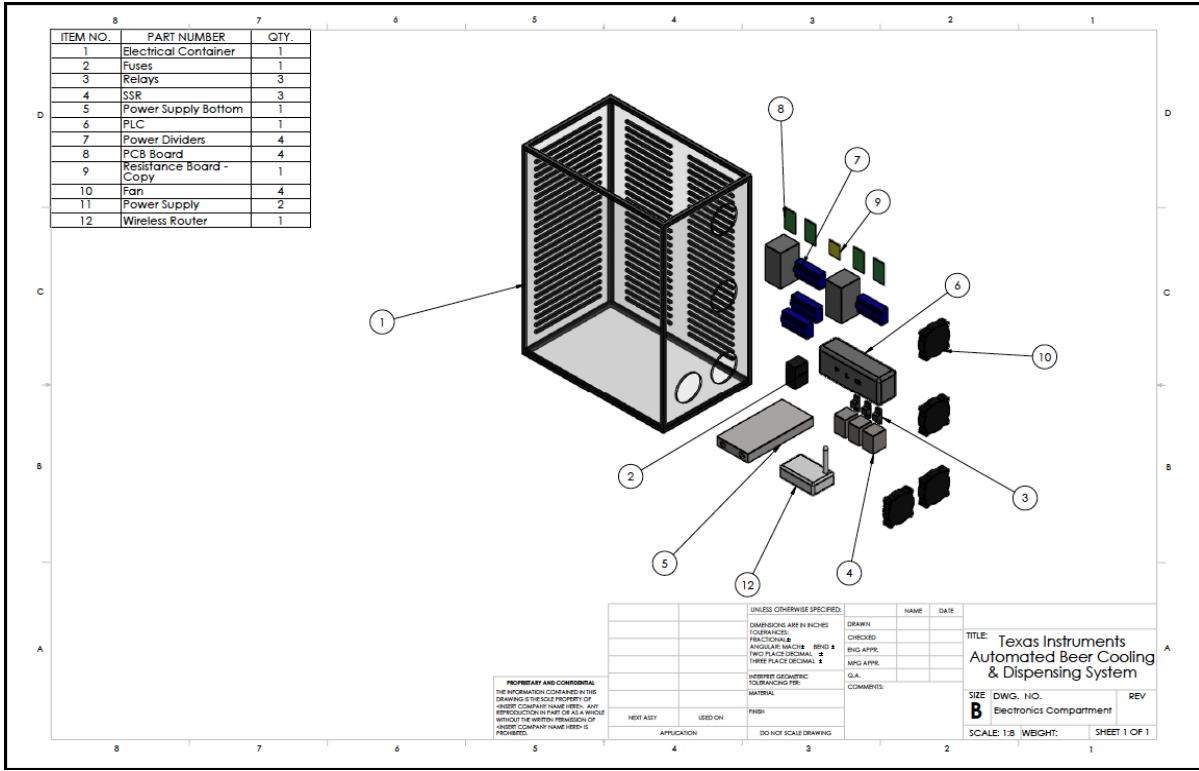 8 7 6 5 4 3 2 1
ITEM NO. PART NUMBER QTY.
1 Electrical Container 1
2 Fuses 1
3 Relays 3
4 SSR 3
5 Power Supply Bottom 1
6 PLC 1
7 Power Dividers 4
8 PCB Board 4
9 Resistance Board -
Copy 1
10 Fan 4
11 Power Supply 2
12 Wireless Router 1
D D
C C
B B
A A
8
7
9
6
1
10
2
3
5
4
12
UNLESS OTHERWISE SPECIFIED:
DIMENSIONS ARE IN INCHES
TOLERANCES:
FRACTIONAL±
ANGULAR: MACH± BEND ±
TWO PLACE DECIMAL ±
THREE PLACE DECIMAL ±
INTERPRET GEOMETRIC
TOLERANCING PER:
MATERIAL
FINISH
DO NOT SCALE DRAWING
NAME DATE
DRAWN
CHECKED
ENG APPR.
MFG APPR.
Q.A.
COMMENTS:
PROPRIETARY AND CONFIDENTIAL
THE INFORMATION CONTAINED IN THIS
DRAWING IS THE SOLE PROPERTY OF
<INSERT COMPANY NAME HERE>. ANY
REPRODUCTION IN PART OR AS A WHOLE
WITHOUT THE WRITTEN PERMISSION OF
<INSERT COMPANY NAME HERE> IS
PROHIBITED.
NEXT ASSY USED ON
APPLICATION
TITLE: Texas Instruments
Automated Beer Cooling
& Dispensing System
SIZE DWG. NO. REV
B Electronics Compartment
SCALE: 1:8 WEIGHT: SHEET 1 OF 1
8 7 6 5 4 3 2 1